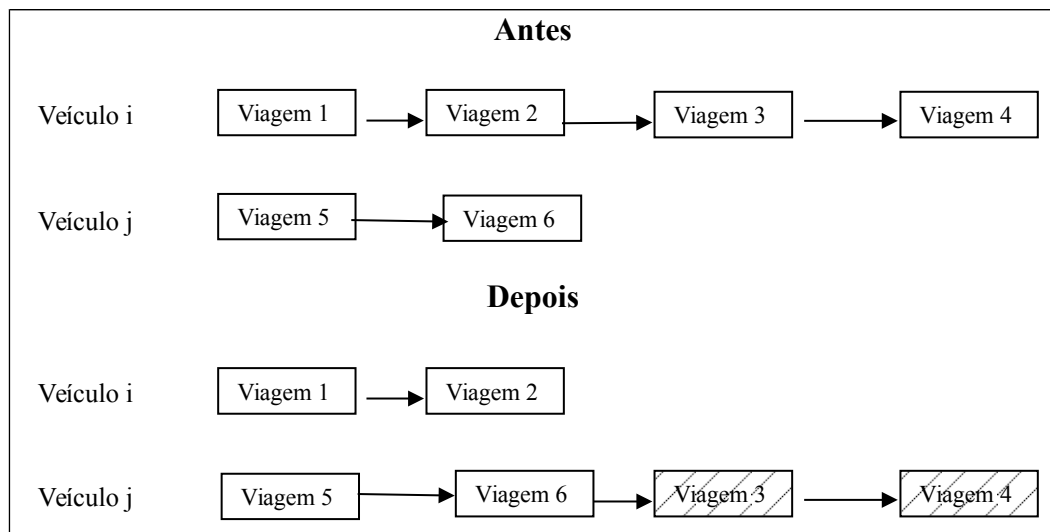 Antes
Veículo i Viagem 1 Viagem 2 Viagem 3 Viagem 4
Veículo j Viagem 5 Viagem 6
Depois
Veículo i Viagem 1 Viagem 2
Veículo j Viagem 5 Viagem 6 Viagem 3 Viagem 4